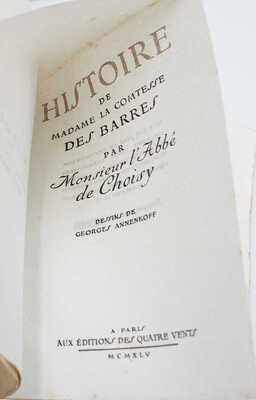 HISTOIRE
DE
MADAME LA COMTESSE
DES BARRES
PAR
Monsieur l'Abbé
de Choisy
DESSINS DE
GEORGES ANNENKOFF
A PARIS
AUX ÉDITIONS DES QUATRE VENTS
MCMXLV